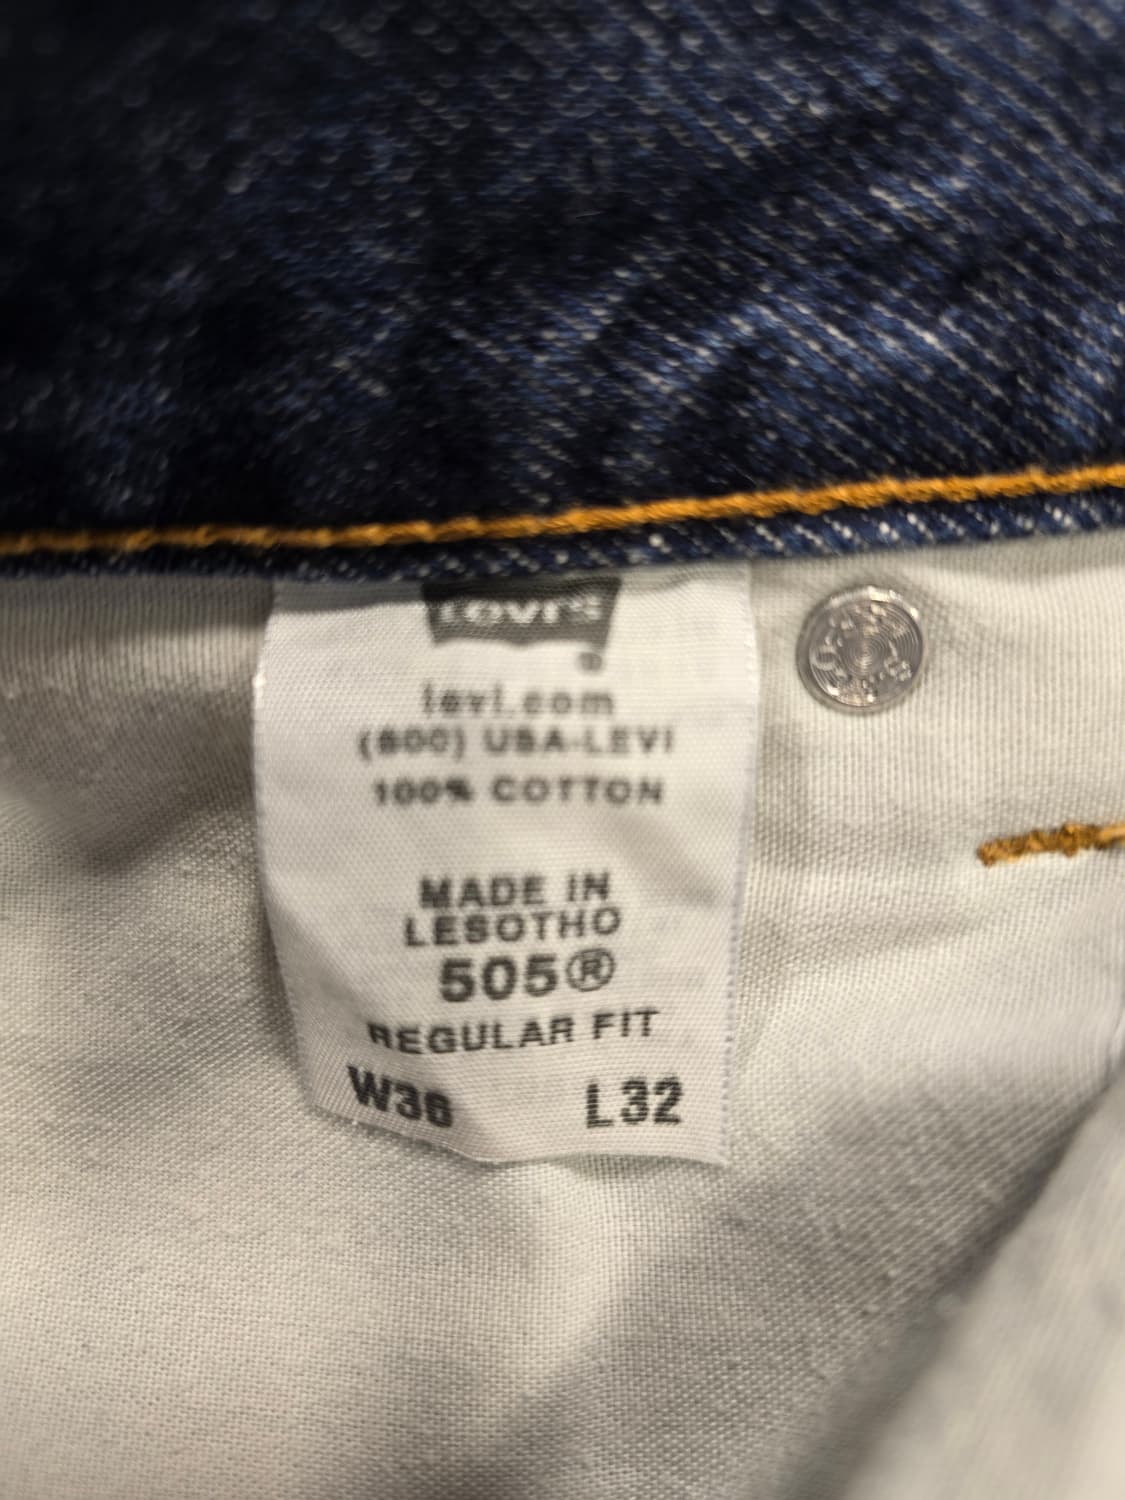 Levi's
®
levi.com
(800) USA-LEVI
100% COTTON
MADE IN
LESOTHO
505®
REGULAR FIT
W36 L32